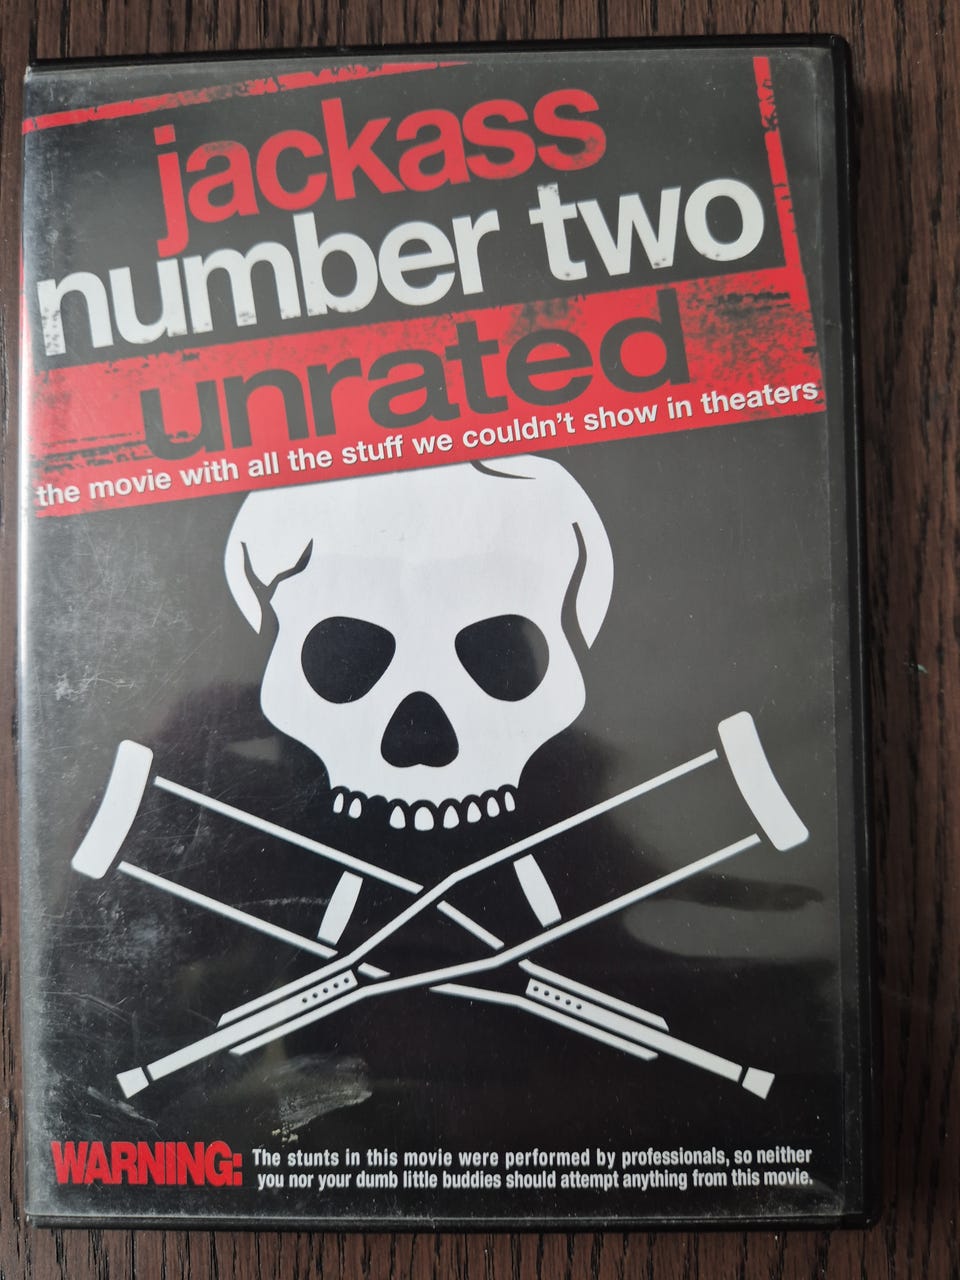 jackass
number two
unrated
the movie with all the stuff we couldn't show in theaters
WARNING: The stunts in this movie were performed by professionals, so neither
you nor your dumb little buddies should attempt anything from this movie.